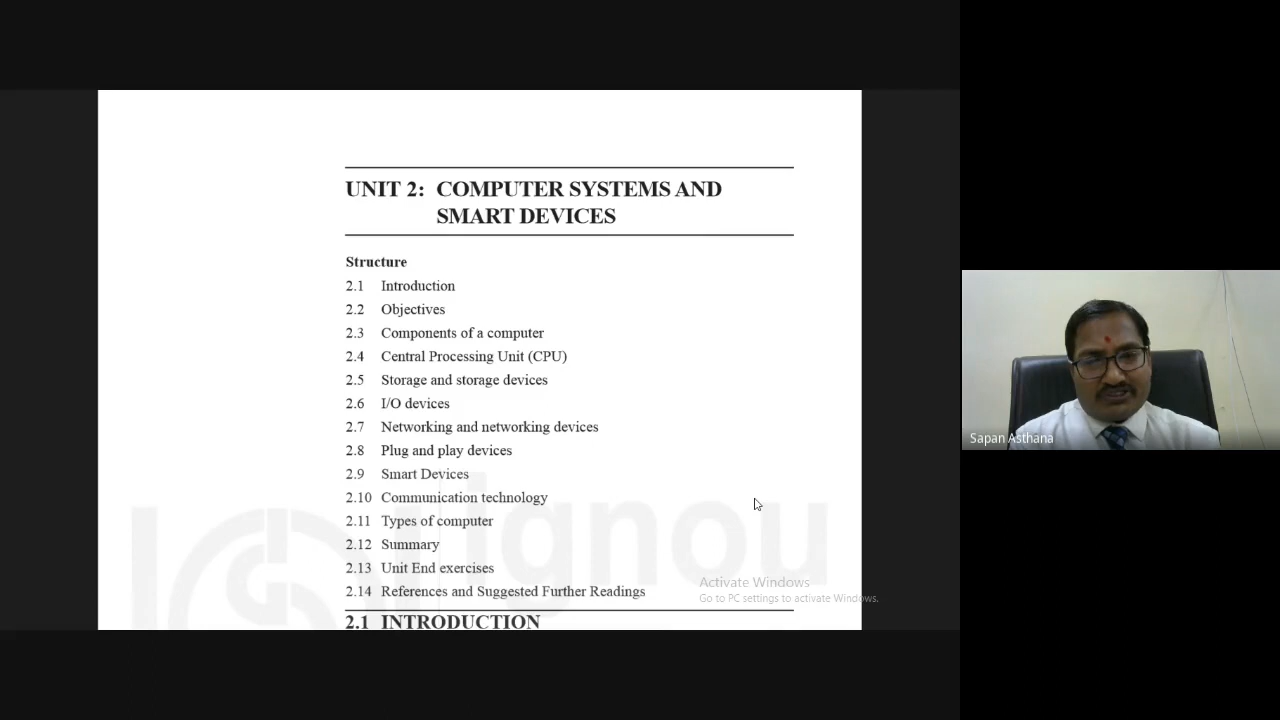 UNIT 2: COMPUTER SYSTEMS AND
SMART DEVICES
Structure
2.1 Introduction
2.2 Objectives
2.3 Components of a computer
2.4 Central Processing Unit (CPU)
2.5 Storage and storage devices
2.6 I/O devices
2.7 Networking and networking devices
2.8 Plug and play devices
2.9 Smart Devices
2.10 Communication technology
2.11 Types of computer
2.12 Summary
2.13 Unit End exercises
2.14 References and Suggested Further Readings
2.1 INTRODUCTION
ignou
Activate Windows
Go to PC settings to activate Windows.
Sapan Asthana